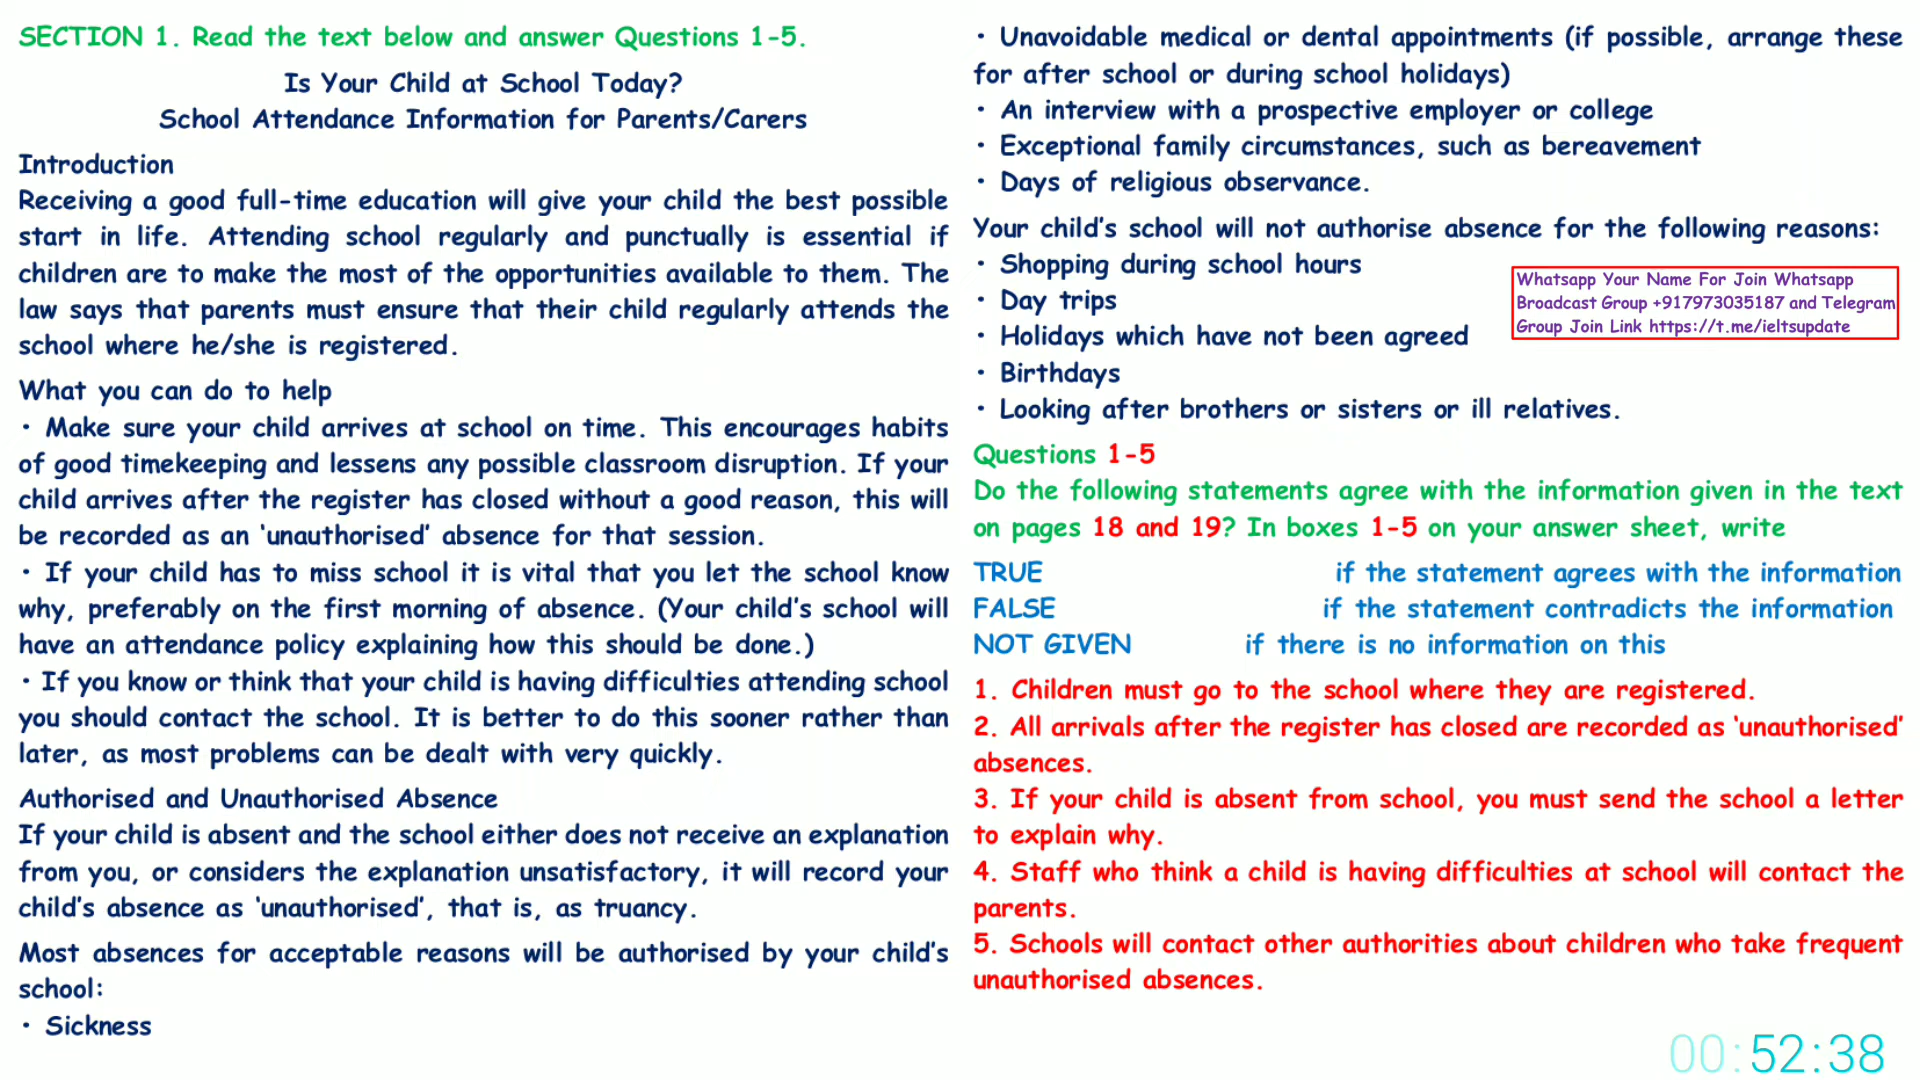 SECTION 1. Read the text below and answer Questions 1-5.
Is Your Child at School Today?
School Attendance Information for Parents/Carers
Introduction
Receiving a good full-time education will give your child the best possible
start in life. Attending school regularly and punctually is essential if
children are to make the most of the opportunities available to them. The
law says that parents must ensure that their child regularly attends the
school where he/she is registered.
What you can do to help
• Make sure your child arrives at school on time. This encourages habits
of good timekeeping and lessens any possible classroom disruption. If your
child arrives after the register has closed without a good reason, this will
be recorded as an ‘unauthorised’ absence for that session.
• If your child has to miss school it is vital that you let the school know
why, preferably on the first morning of absence. (Your child’s school will
have an attendance policy explaining how this should be done.)
• If you know or think that your child is having difficulties attending school
you should contact the school. It is better to do this sooner rather than
later, as most problems can be dealt with very quickly.
Authorised and Unauthorised Absence
If your child is absent and the school either does not receive an explanation
from you, or considers the explanation unsatisfactory, it will record your
child’s absence as ‘unauthorised’, that is, as truancy.
Most absences for acceptable reasons will be authorised by your child’s
school:
• Sickness
• Unavoidable medical or dental appointments (if possible, arrange these
for after school or during school holidays)
• An interview with a prospective employer or college
• Exceptional family circumstances, such as bereavement
• Days of religious observance.
Your child’s school will not authorise absence for the following reasons:
• Shopping during school hours
• Day trips
• Holidays which have not been agreed
• Birthdays
• Looking after brothers or sisters or ill relatives.
Whatsapp Your Name For Join Whatsapp
Broadcast Group +917973035187 and Telegram
Group Join Link https://t.me/ieltsupdate
Questions 1-5
Do the following statements agree with the information given in the text
on pages 18 and 19? In boxes 1-5 on your answer sheet, write
TRUE if the statement agrees with the information
FALSE if the statement contradicts the information
NOT GIVEN if there is no information on this
1. Children must go to the school where they are registered.
2. All arrivals after the register has closed are recorded as ‘unauthorised’
absences.
3. If your child is absent from school, you must send the school a letter
to explain why.
4. Staff who think a child is having difficulties at school will contact the
parents.
5. Schools will contact other authorities about children who take frequent
unauthorised absences.
00:52:38